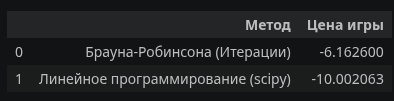 Метод Цена игры
0 Брауна-Робинсона (Итерации) -6.162600
1 Линейное программирование (scipy) -10.002063